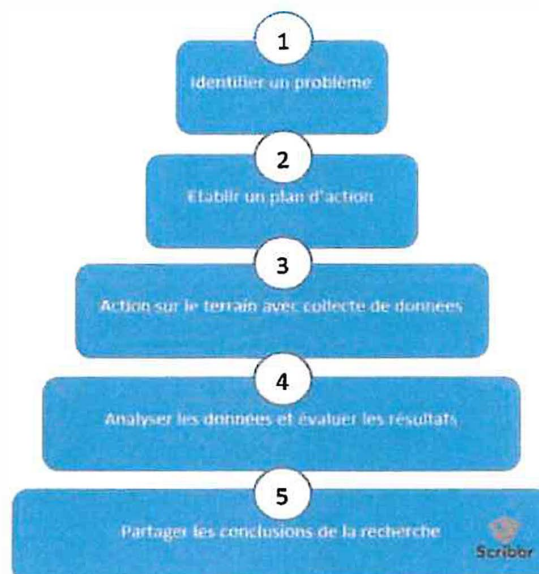 1
Identifier un problème
2
Etablir un plan d'action
3
Action sur le terrain avec collecte de données
4
Analyser les données et évaluer les résultats
5
Partager les conclusions de la recherche
Scribbr